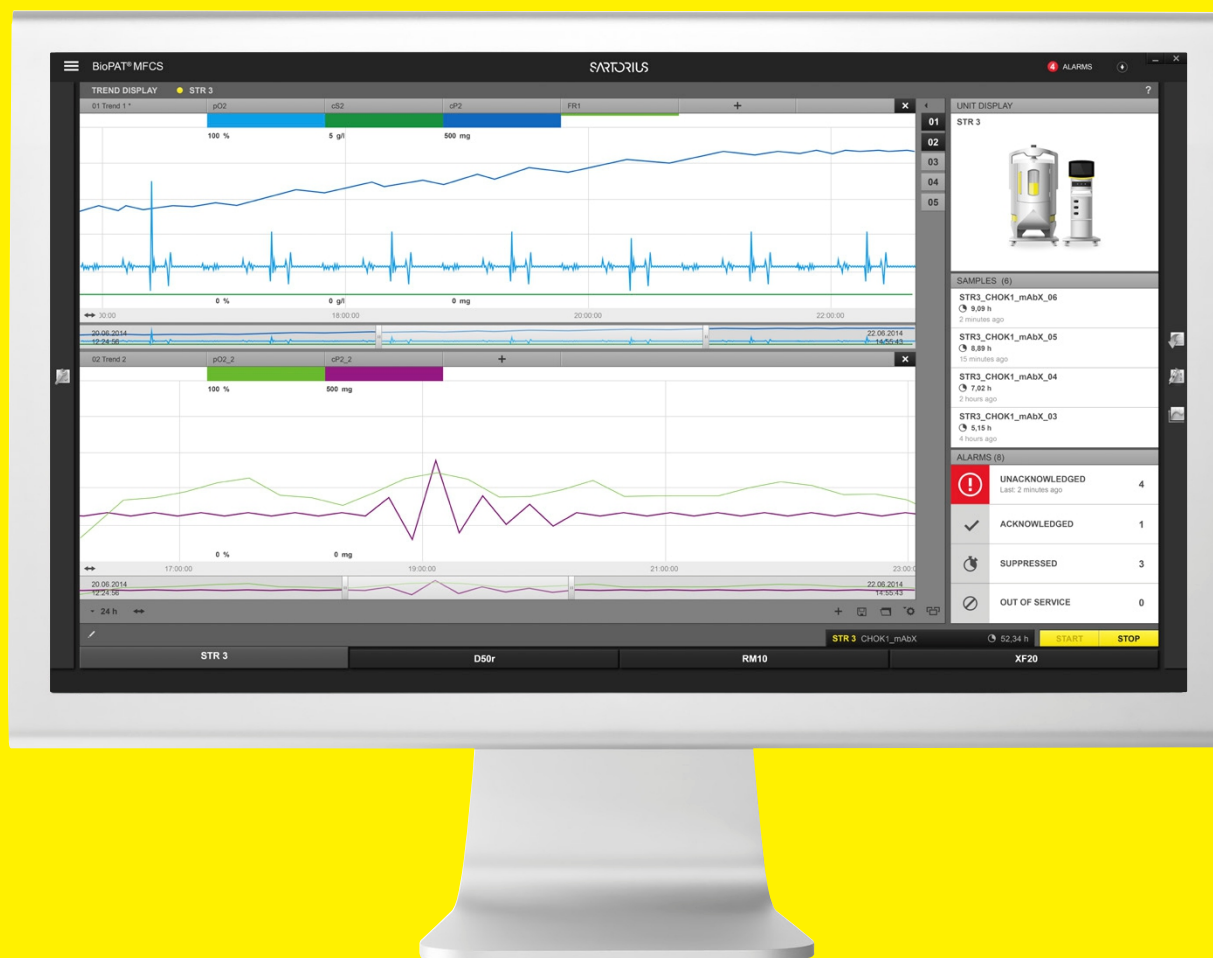 BioPAT® MFCS
SARTORIUS
4 ALARMS
TREND DISPLAY STR 3
?
01 Trend 1 * pO2 cS2 cP2 FR1 +
100 % 5 g/l 500 mg
0 % 0 g/l 0 mg
30:00 18:00:00 20:00:00 22:00:00
20.06.2014 22.06.2014
12:24:56 14:55:43
02 Trend 2 pO2_2 cP2_2 +
100 % 500 mg
0 % 0 mg
17:00:00 19:00:00 21:00:00 23:00:0
20.06.2014 22.06.2014
12:24:56 14:55:43
24 h
01
02
03
04
05
UNIT DISPLAY
STR 3
SAMPLES (6)
STR3_CHOK1_mAbX_06
9,09 h
2 minutes ago
STR3_CHOK1_mAbX_05
8,89 h
15 minutes ago
STR3_CHOK1_mAbX_04
7,02 h
2 hours ago
STR3_CHOK1_mAbX_03
5,15 h
4 hours ago
ALARMS (8)
UNACKNOWLEDGED 4
Last: 2 minutes ago
ACKNOWLEDGED 1
SUPPRESSED 3
OUT OF SERVICE 0
STR 3 CHOK1_mAbX 52,34 h START STOP
STR 3 D50r RM10 XF20